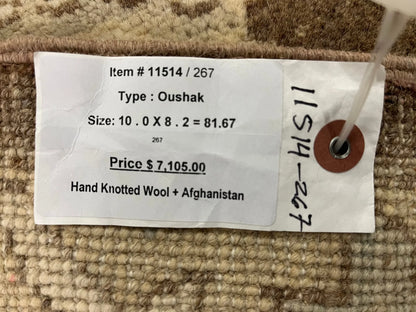 Item # 11514 / 267
Type : Oushak
Size: 10 . 0 X 8 . 2 = 81.67
267
Price $ 7,105.00
Hand Knotted Wool + Afghanistan
11514-267